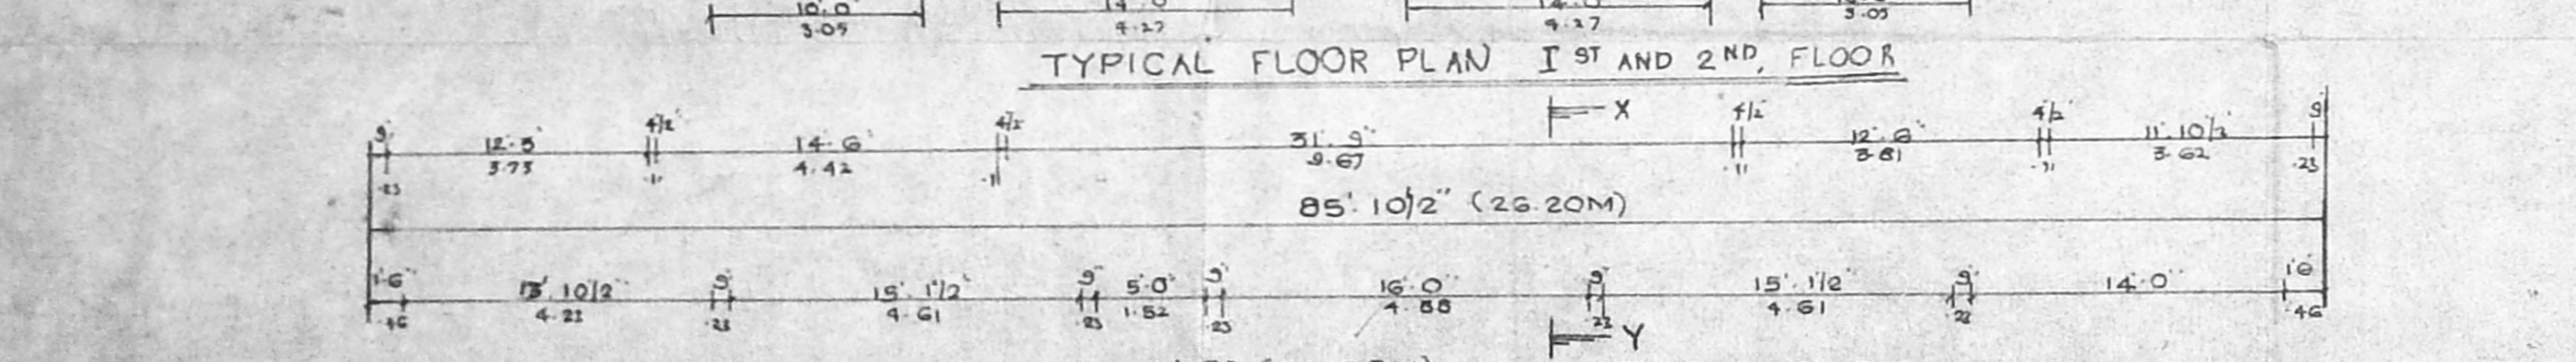 10'.0" 14'.0" 14'.0"
3.05 4.27 4.27 3.05
TYPICAL FLOOR PLAN IST AND 2ND, FLOOR
X
9" 12'.3" 4½" 14'.6" 4½" 31'.9" 4½" 12'.6" 4½" 11'.10½" 9"
.23 3.73 .11 4.42 .11 9.67 .11 3.81 .11 3.62 .23
85'.10½" (26.20M)
1'6" 13'.10½" 9" 15'.1½" 9" 5'.0" 9" 16'.0" 9" 15'.1½" 9" 14'.0" 1'6"
.46 4.23 .23 4.61 .23 1.52 .23 4.88 .23 4.61 .23 .46
Y